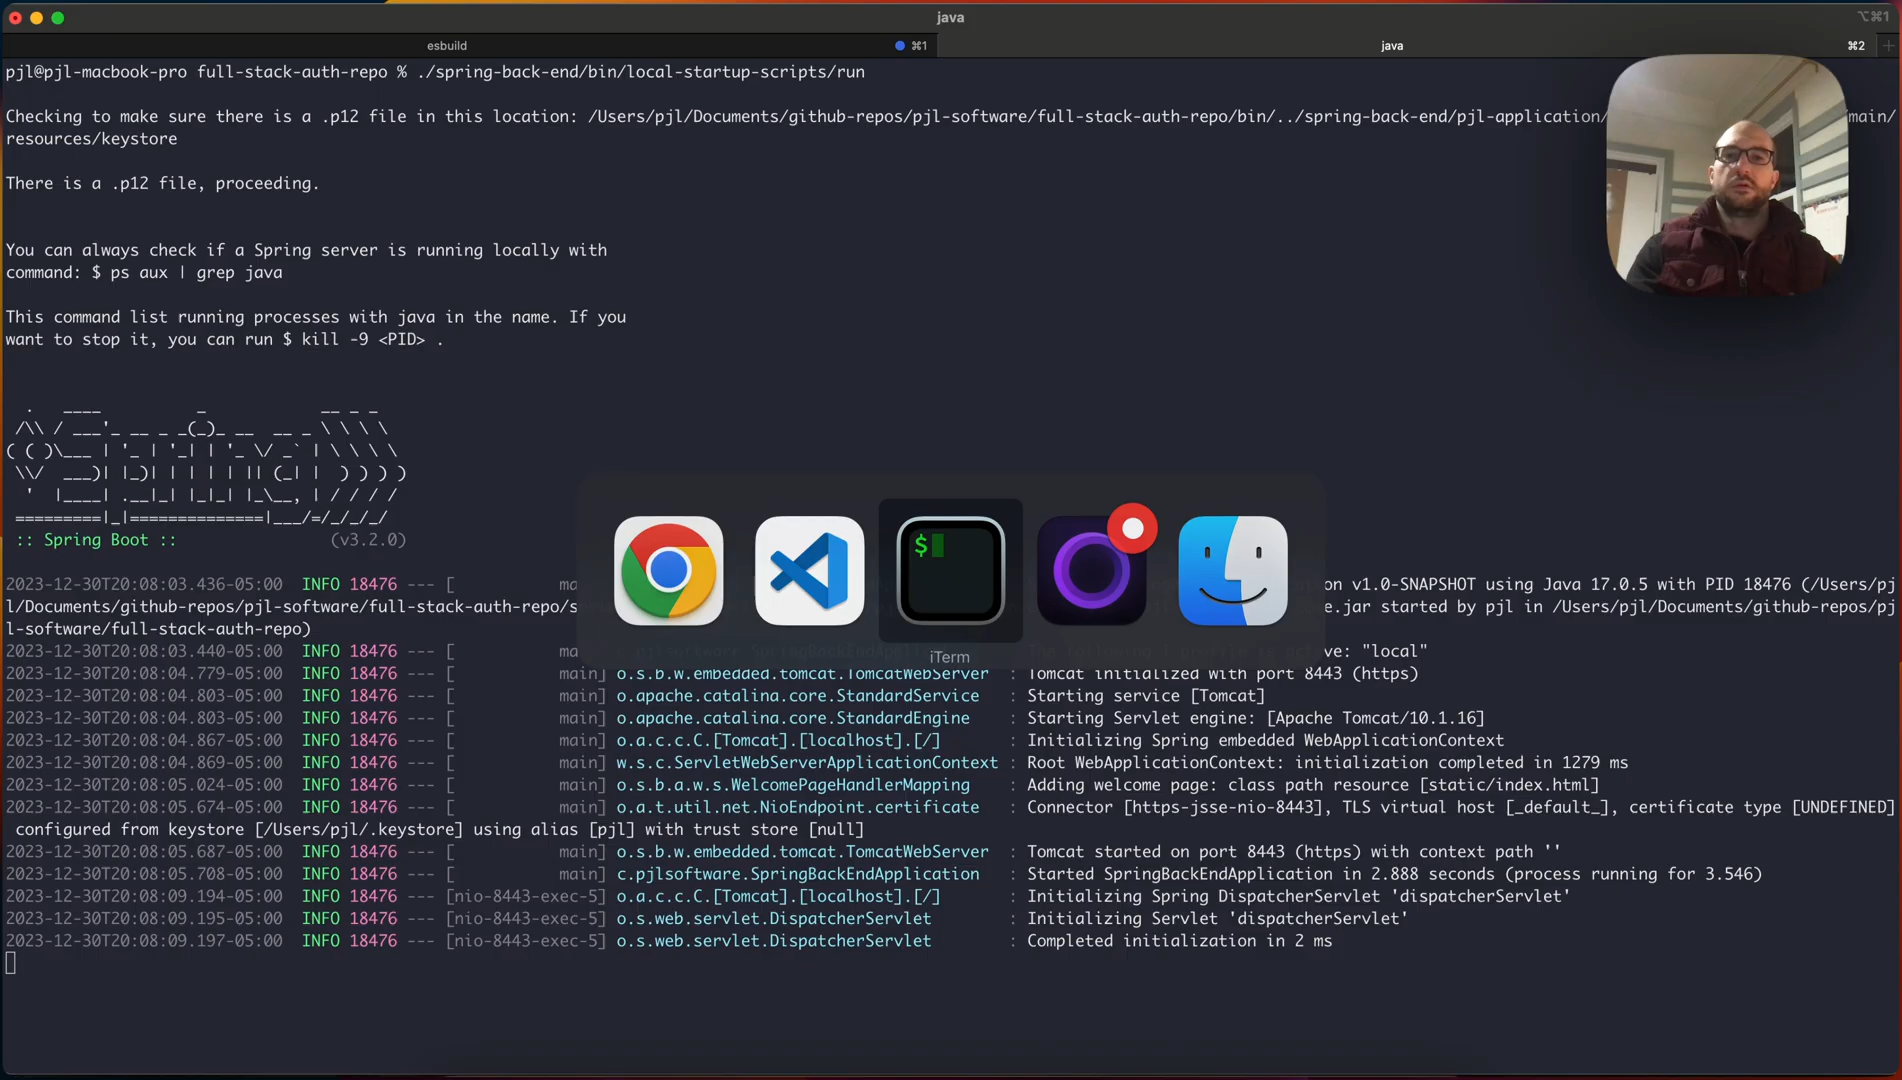 java
⌥⌘1
esbuild
⌘1
java
⌘2
pjl@pjl-macbook-pro full-stack-auth-repo % ./spring-back-end/bin/local-startup-scripts/run
Checking to make sure there is a .p12 file in this location: /Users/pjl/Documents/github-repos/pjl-software/full-stack-auth-repo/bin/../spring-back-end/pjl-application/ main/
resources/keystore
There is a .p12 file, proceeding.
You can always check if a Spring server is running locally with
command: $ ps aux | grep java
This command list running processes with java in the name. If you
want to stop it, you can run $ kill -9 <PID> .
:: Spring Boot :: (v3.2.0)
2023-12-30T20:08:03.436-05:00 INFO 18476 --- [ on v1.0-SNAPSHOT using Java 17.0.5 with PID 18476 (/Users/pj
l/Documents/github-repos/pjl-software/full-stack-auth-repo/s e.jar started by pjl in /Users/pjl/Documents/github-repos/pj
l-software/full-stack-auth-repo)
2023-12-30T20:08:03.440-05:00 INFO 18476 --- [ c.pjlsoftware.SpringBackEndApplication : "local"
iTerm
2023-12-30T20:08:04.779-05:00 INFO 18476 --- [ main] o.s.b.w.embedded.tomcat.TomcatWebServer : Tomcat initialized with port 8443 (https)
2023-12-30T20:08:04.803-05:00 INFO 18476 --- [ main] o.apache.catalina.core.StandardService : Starting service [Tomcat]
2023-12-30T20:08:04.803-05:00 INFO 18476 --- [ main] o.apache.catalina.core.StandardEngine : Starting Servlet engine: [Apache Tomcat/10.1.16]
2023-12-30T20:08:04.867-05:00 INFO 18476 --- [ main] o.a.c.c.C.[Tomcat].[localhost].[/] : Initializing Spring embedded WebApplicationContext
2023-12-30T20:08:04.869-05:00 INFO 18476 --- [ main] w.s.c.ServletWebServerApplicationContext : Root WebApplicationContext: initialization completed in 1279 ms
2023-12-30T20:08:05.024-05:00 INFO 18476 --- [ main] o.s.b.a.w.s.WelcomePageHandlerMapping : Adding welcome page: class path resource [static/index.html]
2023-12-30T20:08:05.674-05:00 INFO 18476 --- [ main] o.a.t.util.net.NioEndpoint.certificate : Connector [https-jsse-nio-8443], TLS virtual host [_default_], certificate type [UNDEFINED]
configured from keystore [/Users/pjl/.keystore] using alias [pjl] with trust store [null]
2023-12-30T20:08:05.687-05:00 INFO 18476 --- [ main] o.s.b.w.embedded.tomcat.TomcatWebServer : Tomcat started on port 8443 (https) with context path ''
2023-12-30T20:08:05.708-05:00 INFO 18476 --- [ main] c.pjlsoftware.SpringBackEndApplication : Started SpringBackEndApplication in 2.888 seconds (process running for 3.546)
2023-12-30T20:08:09.194-05:00 INFO 18476 --- [nio-8443-exec-5] o.a.c.c.C.[Tomcat].[localhost].[/] : Initializing Spring DispatcherServlet 'dispatcherServlet'
2023-12-30T20:08:09.195-05:00 INFO 18476 --- [nio-8443-exec-5] o.s.web.servlet.DispatcherServlet : Initializing Servlet 'dispatcherServlet'
2023-12-30T20:08:09.197-05:00 INFO 18476 --- [nio-8443-exec-5] o.s.web.servlet.DispatcherServlet : Completed initialization in 2 ms